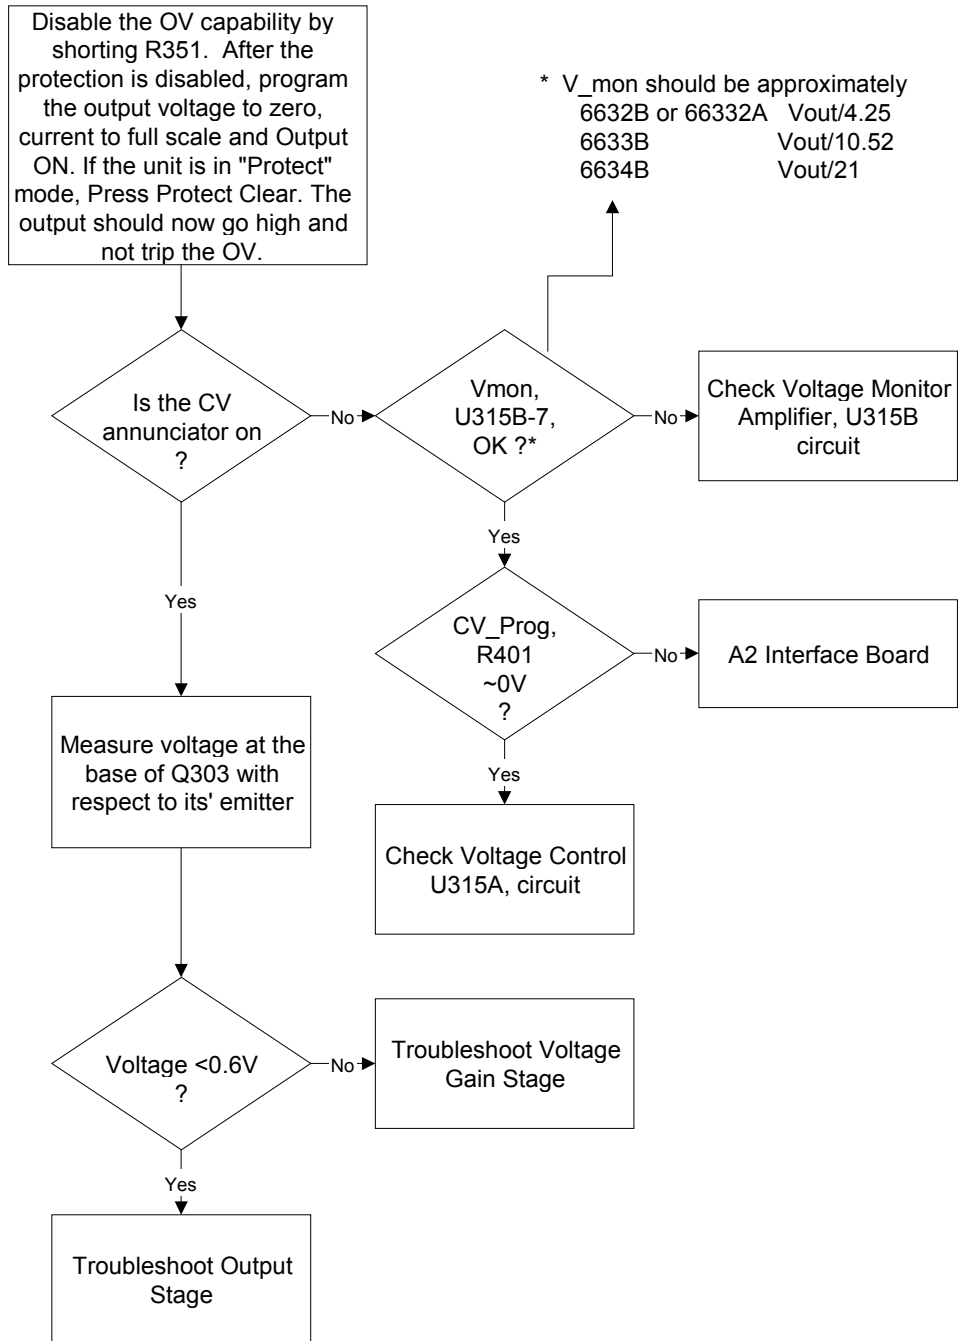 Disable the OV capability by
shorting R351.  After the
protection is disabled, program
the output voltage to zero,
current to full scale and Output
ON. If the unit is in "Protect"
mode, Press Protect Clear. The
output should now go high and
not trip the OV.
* V_mon should be approximately
6632B or 66332A Vout/4.25
6633B Vout/10.52
6634B Vout/21
Is the CV
annunciator on
?
No
Vmon,
U315B-7,
OK ?*
No
Check Voltage Monitor
Amplifier, U315B
circuit
Yes
Yes
CV_Prog,
R401
~0V
?
No
A2 Interface Board
Measure voltage at the
base of Q303 with
respect to its' emitter
Yes
Check Voltage Control
U315A, circuit
Voltage <0.6V
?
No
Troubleshoot Voltage
Gain Stage
Yes
Troubleshoot Output
Stage